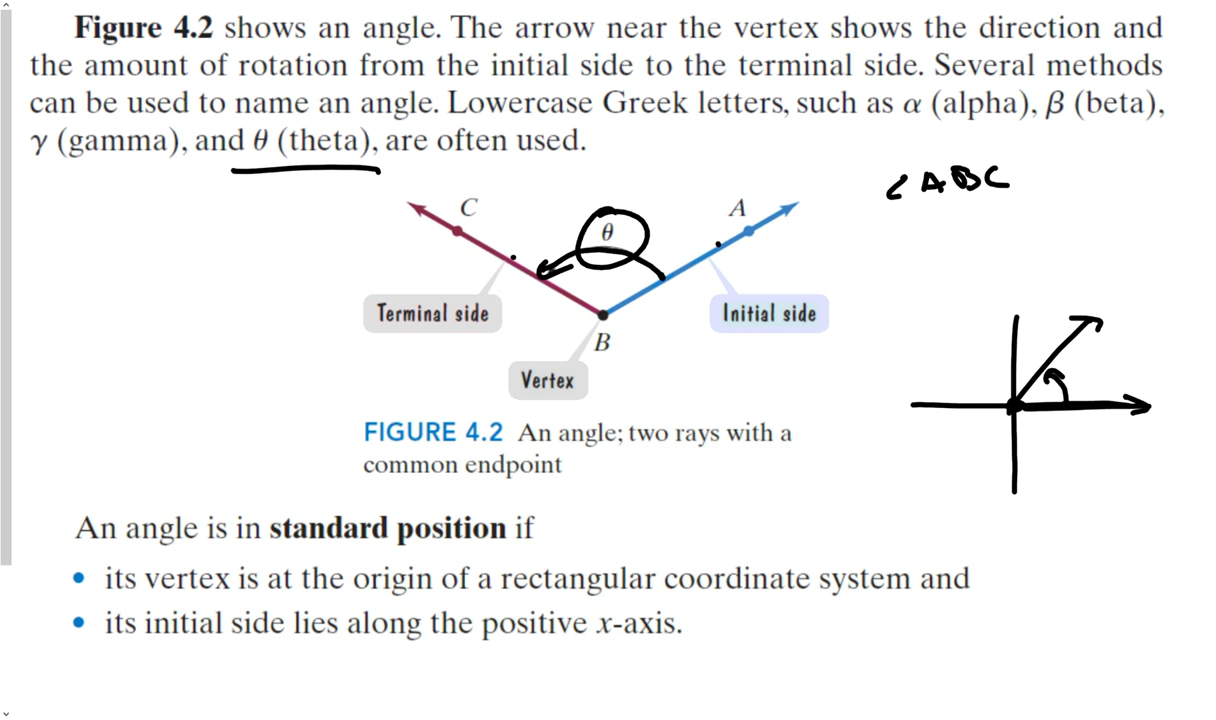 Figure 4.2 shows an angle. The arrow near the vertex shows the direction and
the amount of rotation from the initial side to the terminal side. Several methods
can be used to name an angle. Lowercase Greek letters, such as α (alpha), β (beta),
γ (gamma), and θ (theta), are often used.
∠ABC
C
θ
A
Terminal side
Initial side
B
Vertex
FIGURE 4.2 An angle; two rays with a
common endpoint
An angle is in standard position if
• its vertex is at the origin of a rectangular coordinate system and
• its initial side lies along the positive x-axis.